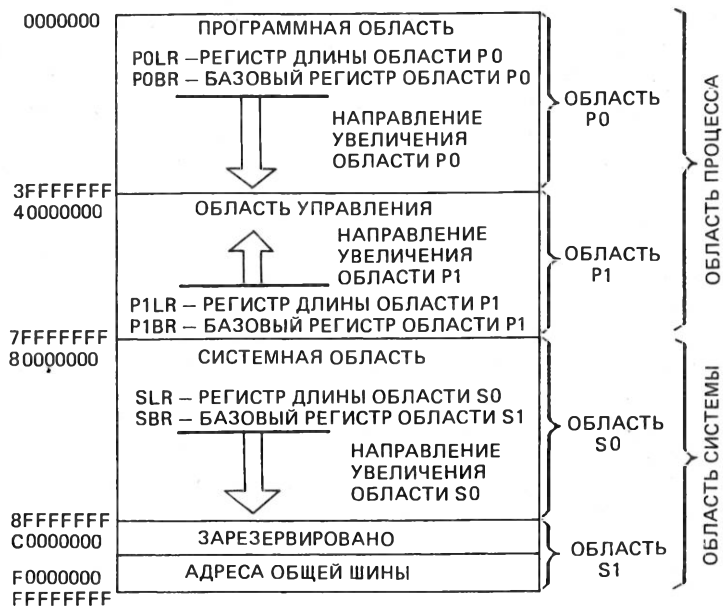 0000000
ПРОГРАММНАЯ ОБЛАСТЬ
P0LR – РЕГИСТР ДЛИНЫ ОБЛАСТИ P0
P0BR – БАЗОВЫЙ РЕГИСТР ОБЛАСТИ P0
НАПРАВЛЕНИЕ
УВЕЛИЧЕНИЯ
ОБЛАСТИ P0
ОБЛАСТЬ
P0
3FFFFFFF
40000000
ОБЛАСТЬ УПРАВЛЕНИЯ
НАПРАВЛЕНИЕ
УВЕЛИЧЕНИЯ
ОБЛАСТИ P1
P1LR – РЕГИСТР ДЛИНЫ ОБЛАСТИ P1
P1BR – БАЗОВЫЙ РЕГИСТР ОБЛАСТИ P1
ОБЛАСТЬ
P1
ОБЛАСТЬ ПРОЦЕССА
7FFFFFFF
80000000
СИСТЕМНАЯ ОБЛАСТЬ
SLR – РЕГИСТР ДЛИНЫ ОБЛАСТИ S0
SBR – БАЗОВЫЙ РЕГИСТР ОБЛАСТИ S1
НАПРАВЛЕНИЕ
УВЕЛИЧЕНИЯ
ОБЛАСТИ S0
ОБЛАСТЬ
S0
8FFFFFFF
C0000000
ЗАРЕЗЕРВИРОВАНО
F0000000
АДРЕСА ОБЩЕЙ ШИНЫ
FFFFFFFF
ОБЛАСТЬ
S1
ОБЛАСТЬ СИСТЕМЫ